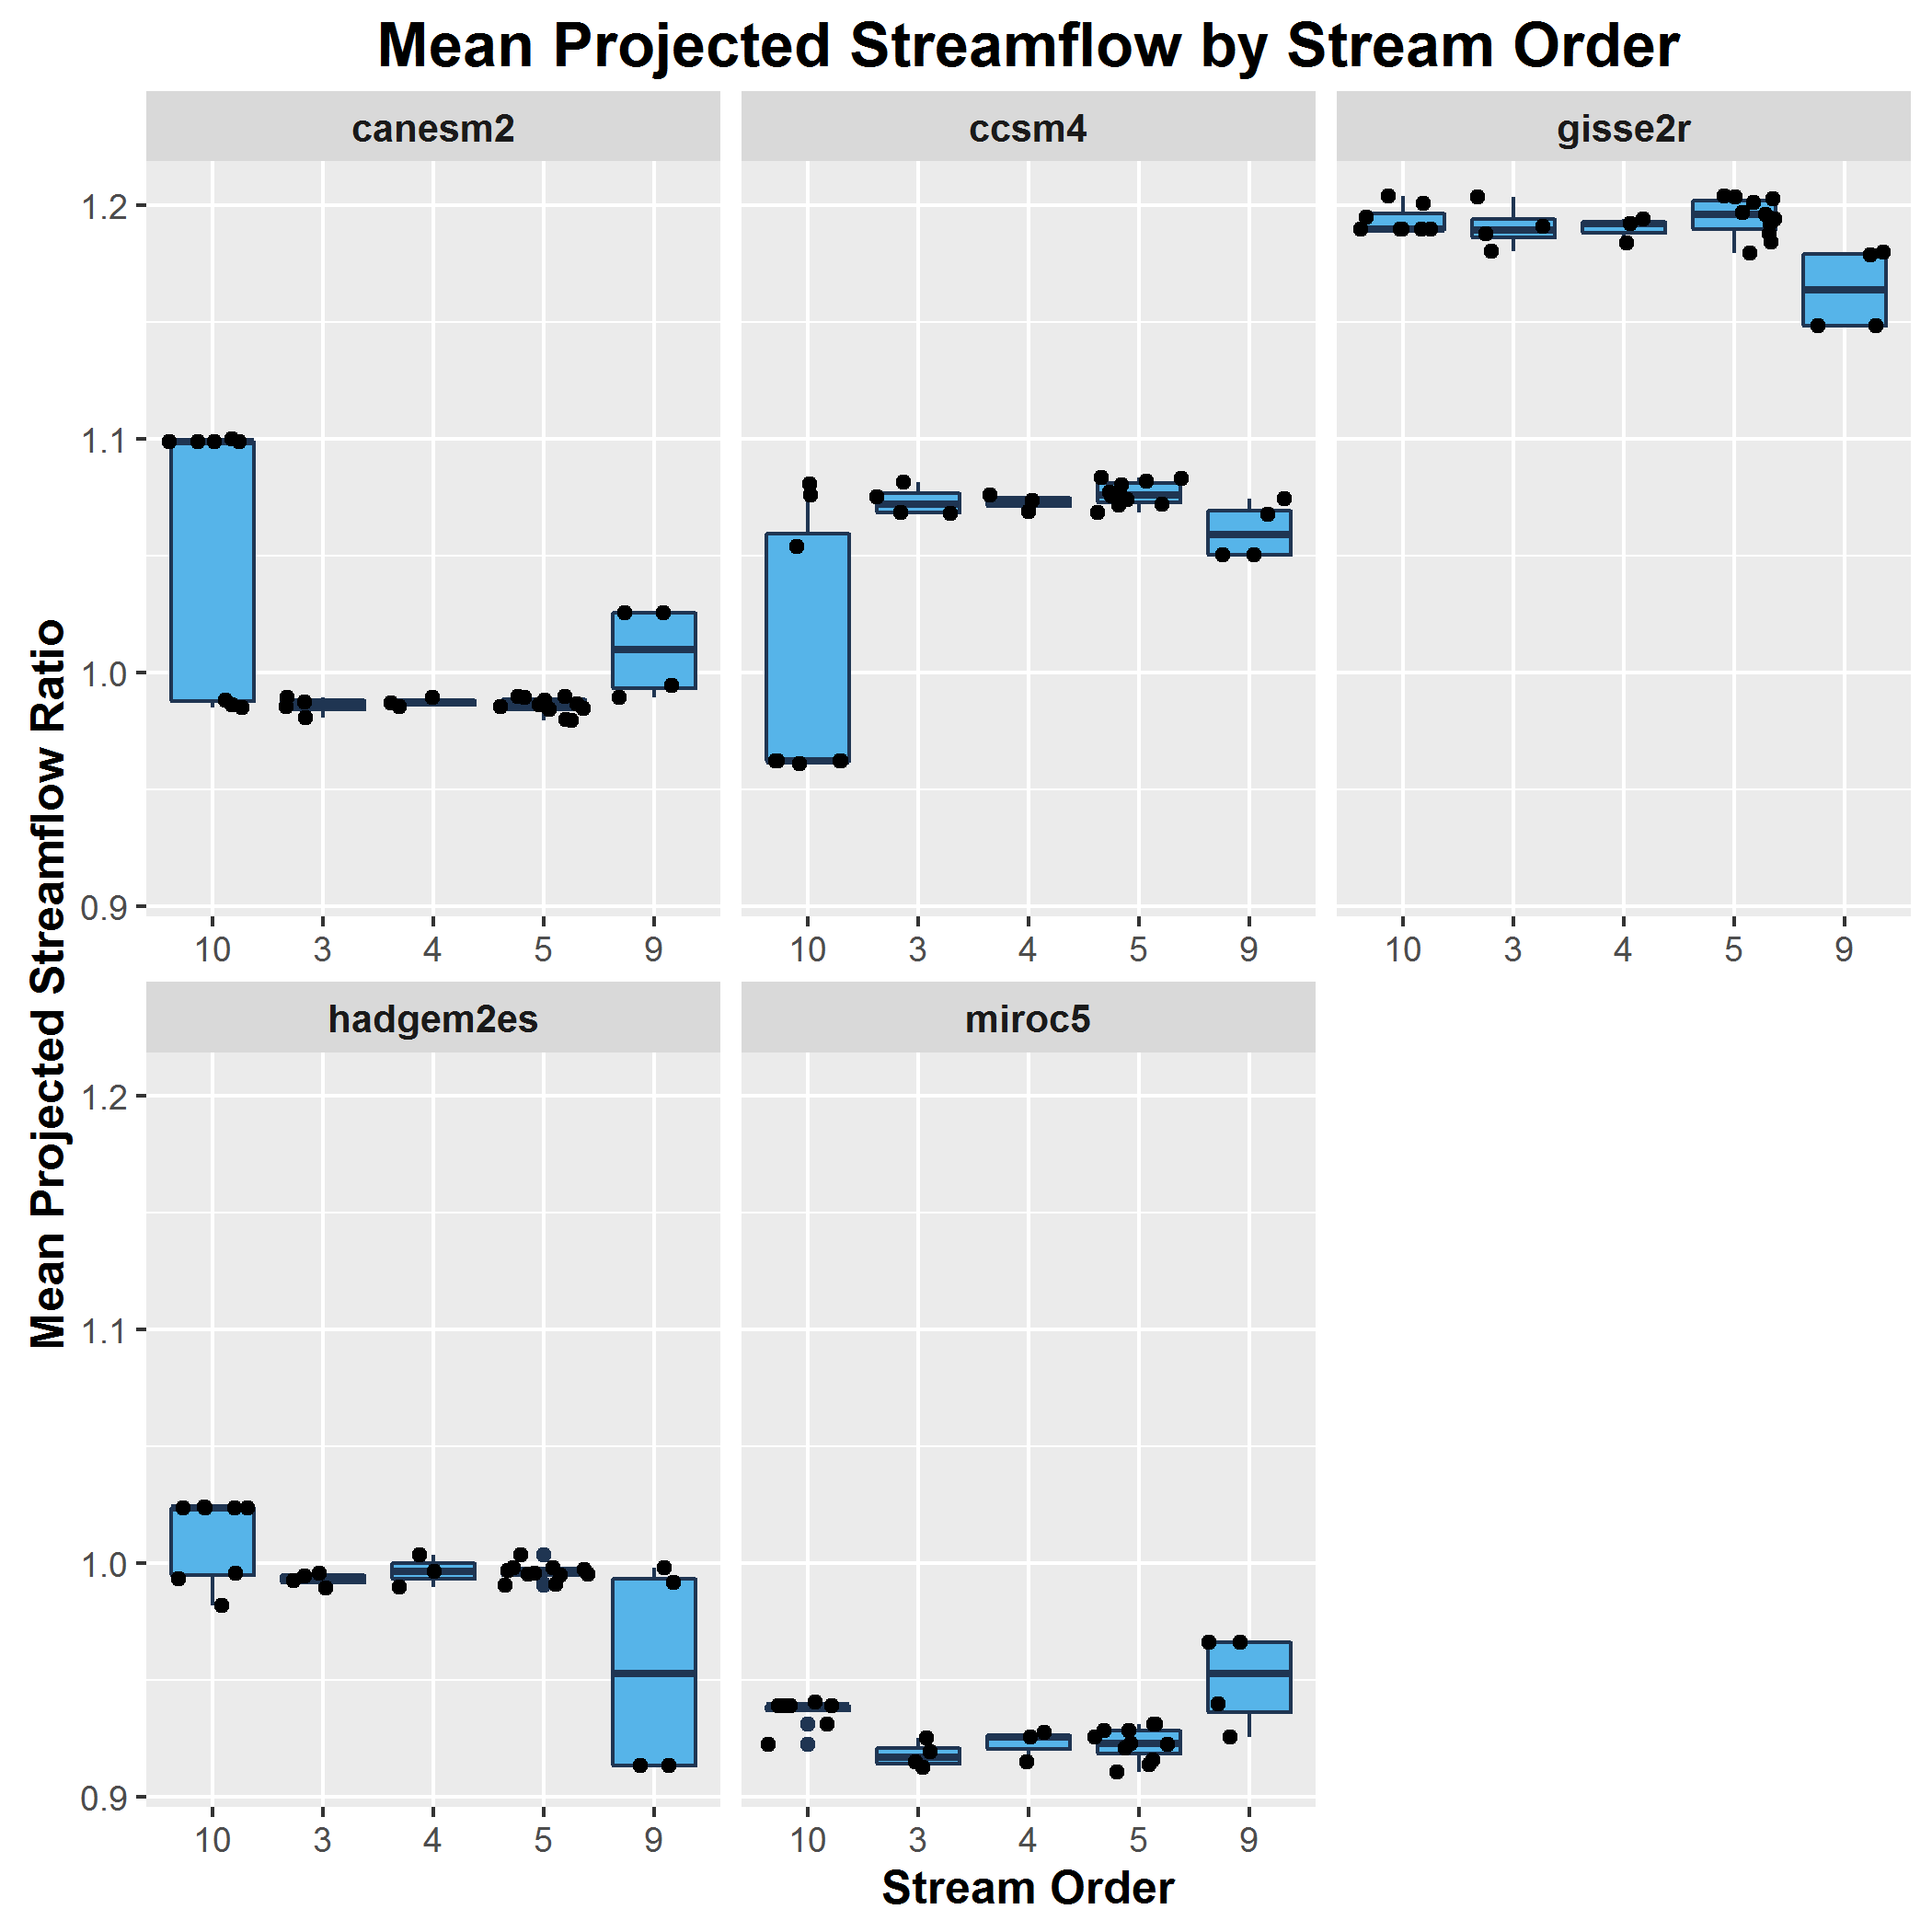 Mean Projected Streamflow by Stream Order
canesm2
ccsm4
gisse2r
1.2
1.1
1.0
0.9
10 3 4 5 9
10 3 4 5 9
10 3 4 5 9
Mean Projected Streamflow Ratio
hadgem2es
miroc5
1.2
1.1
1.0
0.9
10 3 4 5 9
10 3 4 5 9
Stream Order